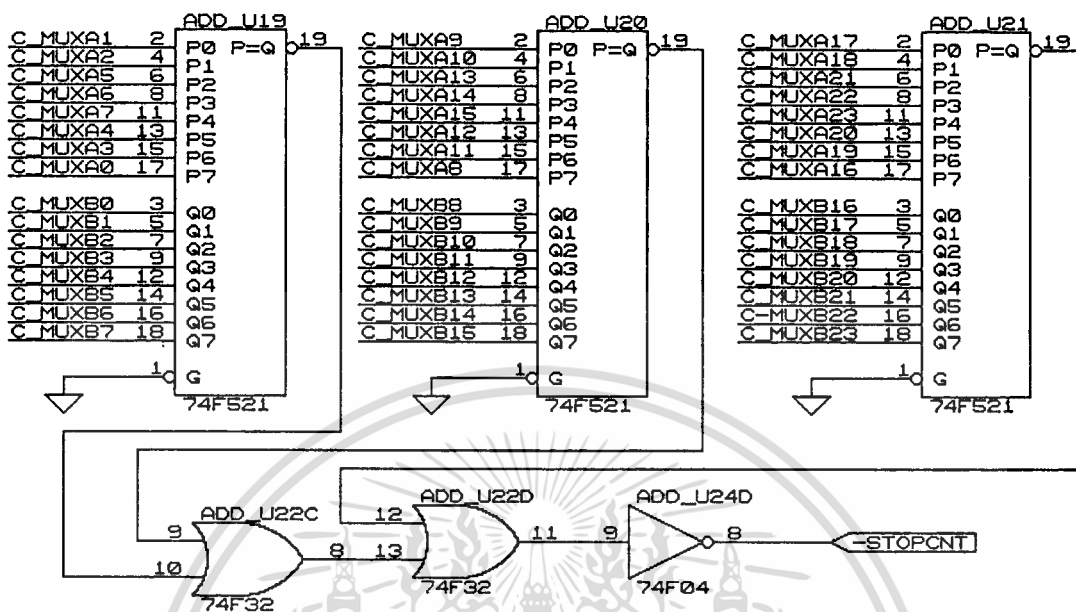 ADD_U19
C_MUXA1 2 P0 P=Q 19
C_MUXA2 4 P1
C_MUXA5 6 P2
C_MUXA6 8 P3
C_MUXA7 11 P4
C_MUXA4 13 P5
C_MUXA3 15 P6
C_MUXA0 17 P7
C_MUXB0 3 Q0
C_MUXB1 5 Q1
C_MUXB2 7 Q2
C_MUXB3 9 Q3
C_MUXB4 12 Q4
C_MUXB5 14 Q5
C_MUXB6 16 Q6
C_MUXB7 18 Q7
1 G
74F521
ADD_U20
C_MUXA9 2 P0 P=Q 19
C_MUXA10 4 P1
C_MUXA13 6 P2
C_MUXA14 8 P3
C_MUXA15 11 P4
C_MUXA12 13 P5
C_MUXA11 15 P6
C_MUXA8 17 P7
C_MUXB8 3 Q0
C_MUXB9 5 Q1
C_MUXB10 7 Q2
C_MUXB11 9 Q3
C_MUXB12 12 Q4
C_MUXB13 14 Q5
C_MUXB14 16 Q6
C_MUXB15 18 Q7
1 G
74F521
ADD_U21
C_MUXA17 2 P0 P=Q 19
C_MUXA18 4 P1
C_MUXA21 6 P2
C_MUXA22 8 P3
C_MUXA23 11 P4
C_MUXA20 13 P5
C_MUXA19 15 P6
C_MUXA16 17 P7
C_MUXB16 3 Q0
C_MUXB17 5 Q1
C_MUXB18 7 Q2
C_MUXB19 9 Q3
C_MUXB20 12 Q4
C_MUXB21 14 Q5
C-MUXB22 16 Q6
C_MUXB23 18 Q7
1 G
74F521
ADD_U22C
9
10
8
74F32
ADD_U22D
12
13
11
74F32
ADD_U24D
9
8
74F04
-STOPCNT